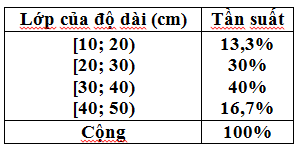 Lớp của độ dài (cm) Tần suất
[10; 20) 13,3%
[20; 30) 30%
[30; 40) 40%
[40; 50) 16,7%
Cộng 100%